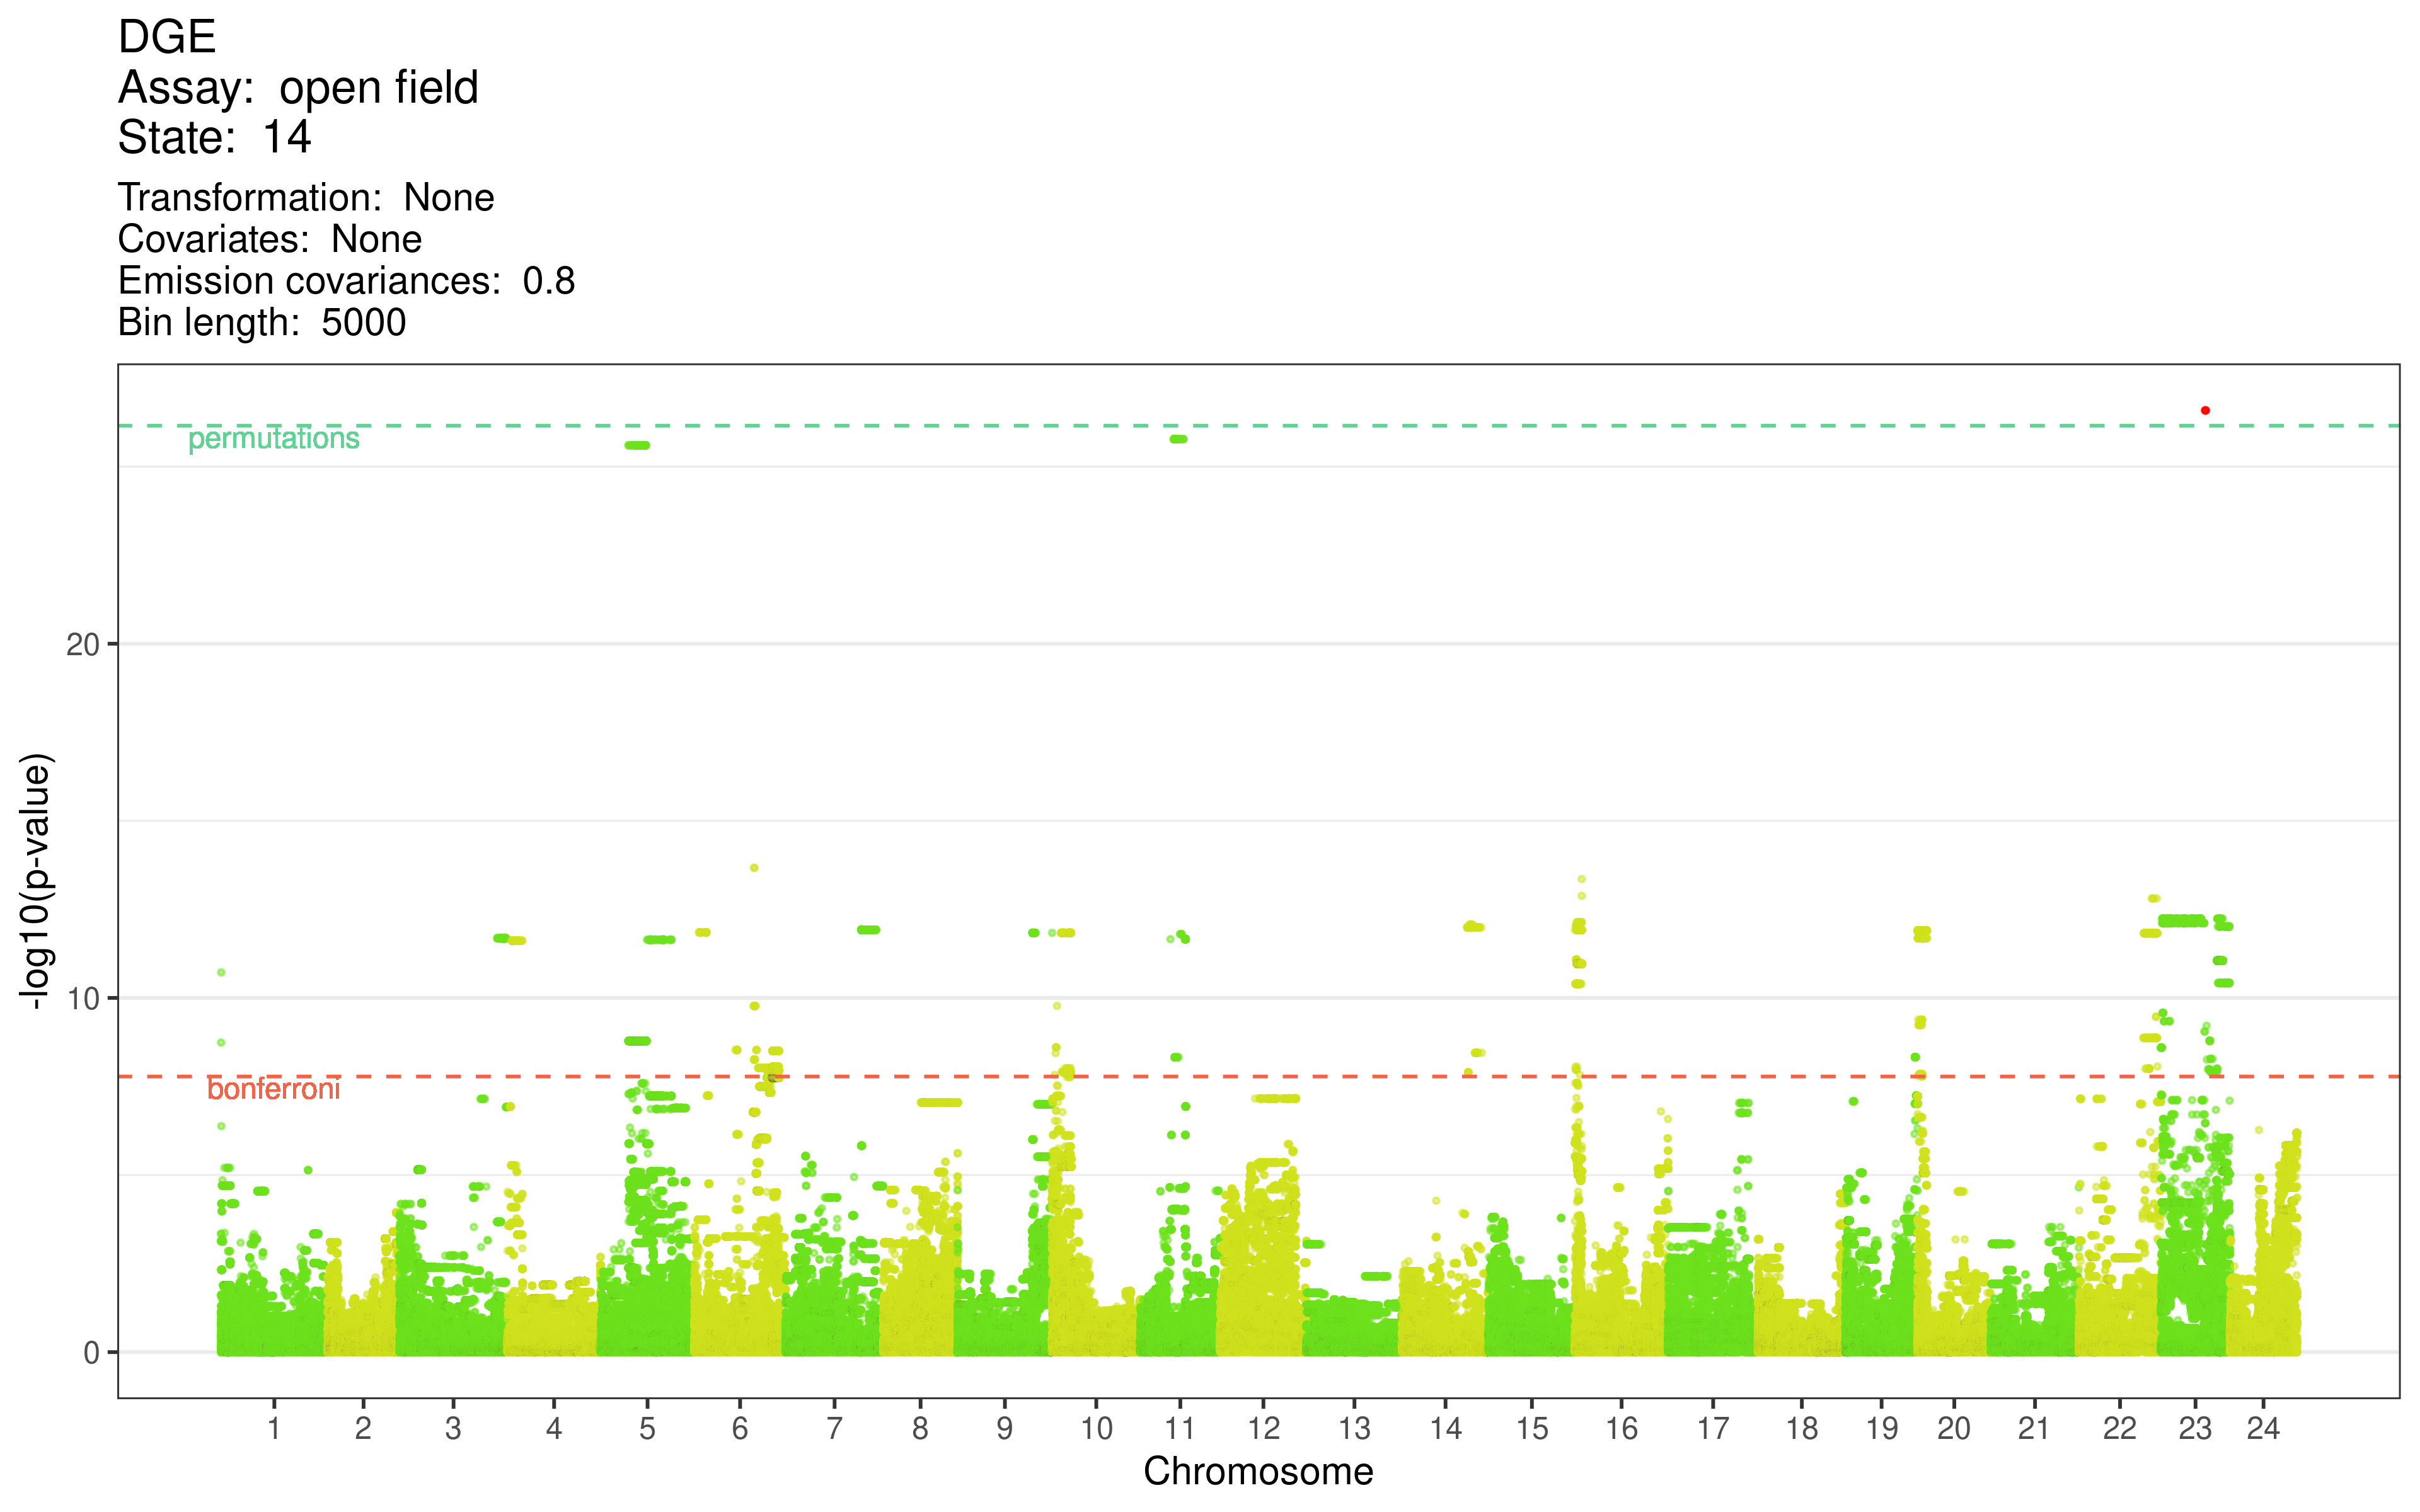 DGE
Assay: open field
State: 14
Transformation: None
Covariates: None
Emission covariances: 0.8
Bin length: 5000
permutations
20
-log10(p-value)
10
bonferroni
0
1 2 3 4 5 6 7 8 9 10 11 12 13 14 15 16 17 18 19 20 21 22 23 24
Chromosome